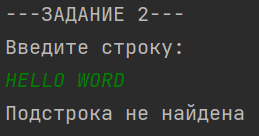 ---ЗАДАНИЕ 2---
Введите строку:
HELLO WORD
Подстрока не найдена